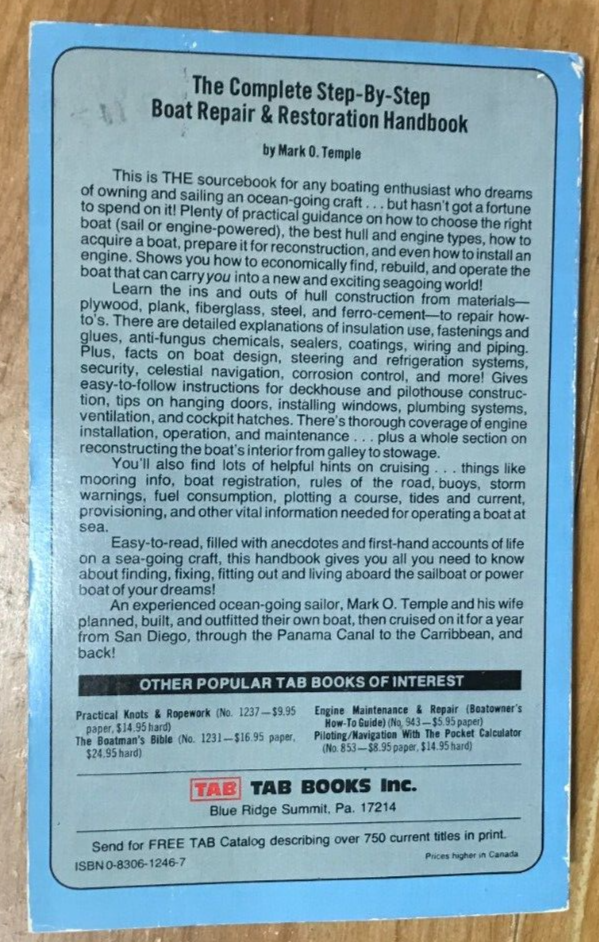 The Complete Step-By-Step
Boat Repair & Restoration Handbook
by Mark O. Temple
This is THE sourcebook for any boating enthusiast who dreams
of owning and sailing an ocean-going craft . . . but hasn't got a fortune
to spend on it! Plenty of practical guidance on how to choose the right
boat (sail or engine-powered), the best hull and engine types, how to
acquire a boat, prepare it for reconstruction, and even how to install an
engine. Shows you how to economically find, rebuild, and operate the
boat that can carry you into a new and exciting seagoing world!
Learn the ins and outs of hull construction from materials—
plywood, plank, fiberglass, steel, and ferro-cement—to repair how-
to's. There are detailed explanations of insulation use, fastenings and
glues, anti-fungus chemicals, sealers, coatings, wiring and piping.
Plus, facts on boat design, steering and refrigeration systems,
security, celestial navigation, corrosion control, and more! Gives
easy-to-follow instructions for deckhouse and pilothouse construc-
tion, tips on hanging doors, installing windows, plumbing systems,
ventilation, and cockpit hatches. There's thorough coverage of engine
installation, operation, and maintenance . . . plus a whole section on
reconstructing the boat's interior from galley to stowage.
You'll also find lots of helpful hints on cruising . . . things like
mooring info, boat registration, rules of the road, buoys, storm
warnings, fuel consumption, plotting a course, tides and current,
provisioning, and other vital information needed for operating a boat at
sea.
Easy-to-read, filled with anecdotes and first-hand accounts of life
on a sea-going craft, this handbook gives you all you need to know
about finding, fixing, fitting out and living aboard the sailboat or power
boat of your dreams!
An experienced ocean-going sailor, Mark O. Temple and his wife
planned, built, and outfitted their own boat, then cruised on it for a year
from San Diego, through the Panama Canal to the Carribbean, and
back!
OTHER POPULAR TAB BOOKS OF INTEREST
Practical Knots & Ropework (No. 1237—$9.95
paper, $14.95 hard)
The Boatman's Bible (No. 1231—$16.95 paper,
$24.95 hard)
Engine Maintenance & Repair (Boatowner's
How-To Guide) (No. 943—$5.95 paper)
Piloting/Navigation With The Pocket Calculator
(No. 853—$8.95 paper, $14.95 hard)
TAB TAB BOOKS Inc.
Blue Ridge Summit, Pa. 17214
Send for FREE TAB Catalog describing over 750 current titles in print.
ISBN 0-8306-1246-7
Prices higher in Canada